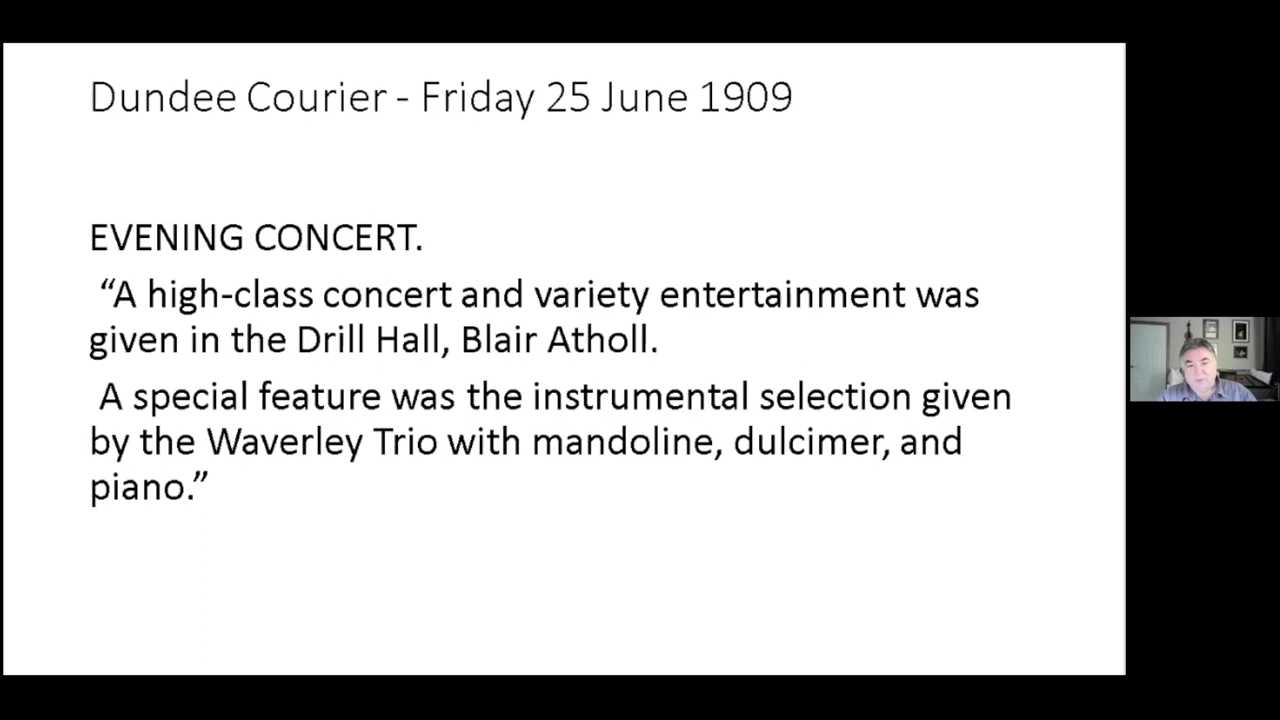 Dundee Courier - Friday 25 June 1909
EVENING CONCERT.
“A high-class concert and variety entertainment was
given in the Drill Hall, Blair Atholl.
A special feature was the instrumental selection given
by the Waverley Trio with mandoline, dulcimer, and
piano.”